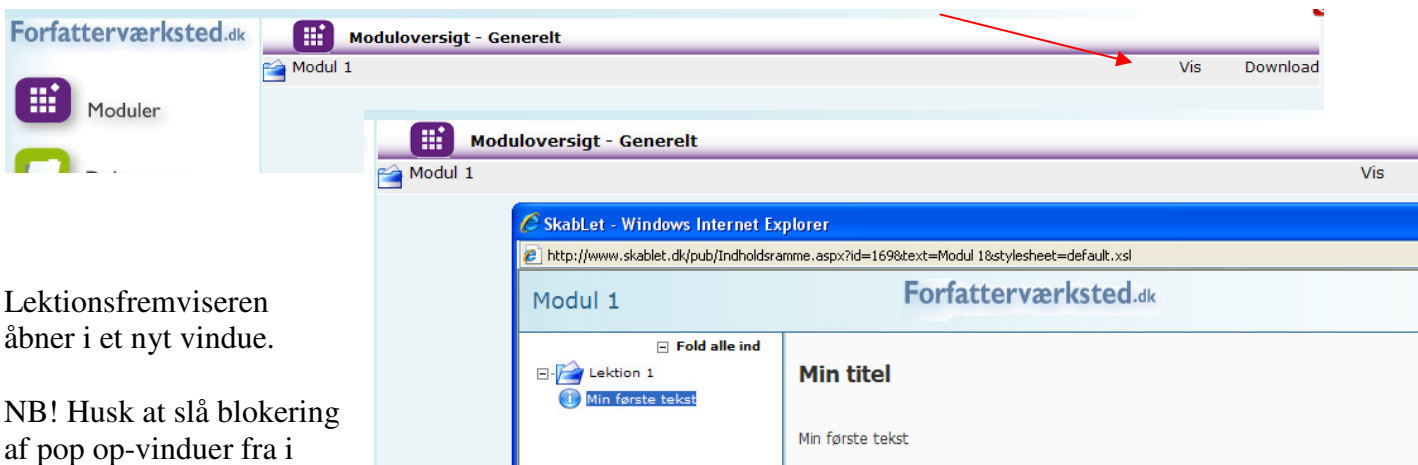 Forfatterværksted.dk
Moduloversigt - Generelt
Modul 1 Vis Download
Moduler
Moduloversigt - Generelt
Modul 1 Vis
SkabLet - Windows Internet Explorer
http://www.skablet.dk/pub/Indholdsramme.aspx?id=169&text=Modul 1&stylesheet=default.xsl
Modul 1 Forfatterværksted.dk
Fold alle ind
Lektion 1
Min første tekst
Min titel
Min første tekst
Lektionsfremviseren
åbner i et nyt vindue.
NB! Husk at slå blokering
af pop op-vinduer fra i